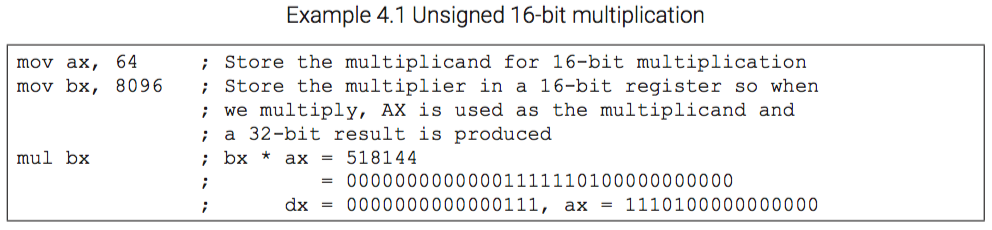 Example 4.1 Unsigned 16-bit multiplication
mov ax, 64 ; Store the multiplicand for 16-bit multiplication
mov bx, 8096 ; Store the multiplier in a 16-bit register so when
; we multiply, AX is used as the multiplicand and
; a 32-bit result is produced
mul bx ; bx * ax = 518144
; = 00000000000001111110100000000000
; dx = 0000000000000111, ax = 1110100000000000